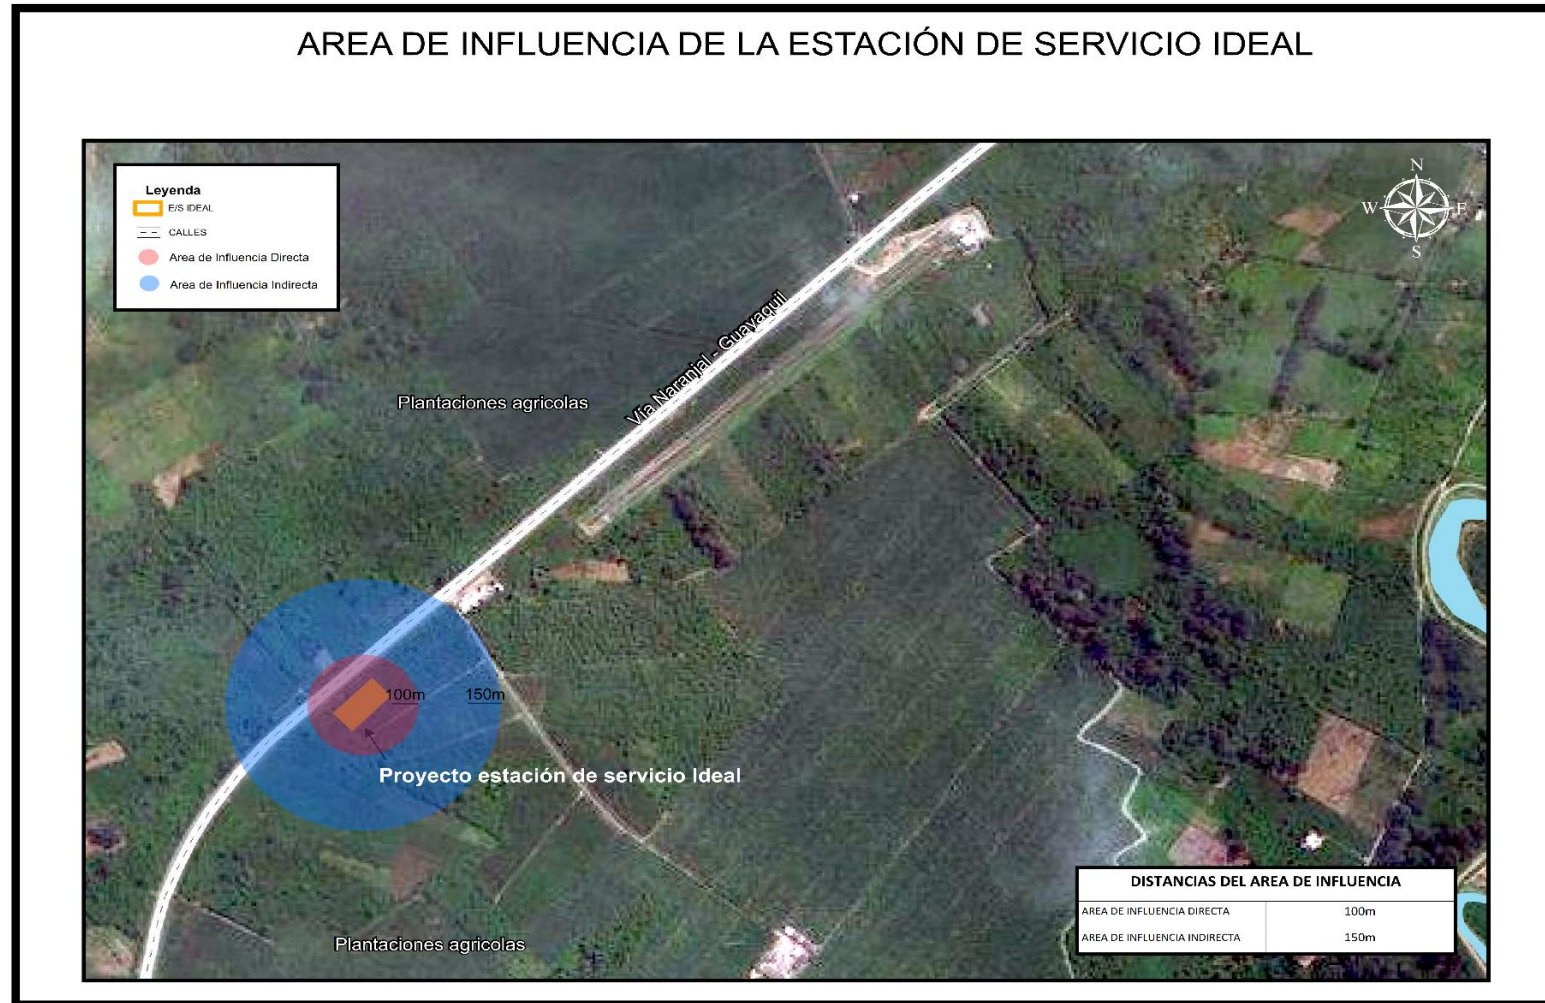 AREA DE INFLUENCIA DE LA ESTACIÓN DE SERVICIO IDEAL
Leyenda
E/S IDEAL
CALLES
Area de Influencia Directa
Area de Influencia Indirecta
N
W E
S
Vía Naranjal - Guayaquil
Plantaciones agricolas
100m 150m
Proyecto estación de servicio Ideal
Plantaciones agricolas
DISTANCIAS DEL AREA DE INFLUENCIA
AREA DE INFLUENCIA DIRECTA 100m
AREA DE INFLUENCIA INDIRECTA 150m